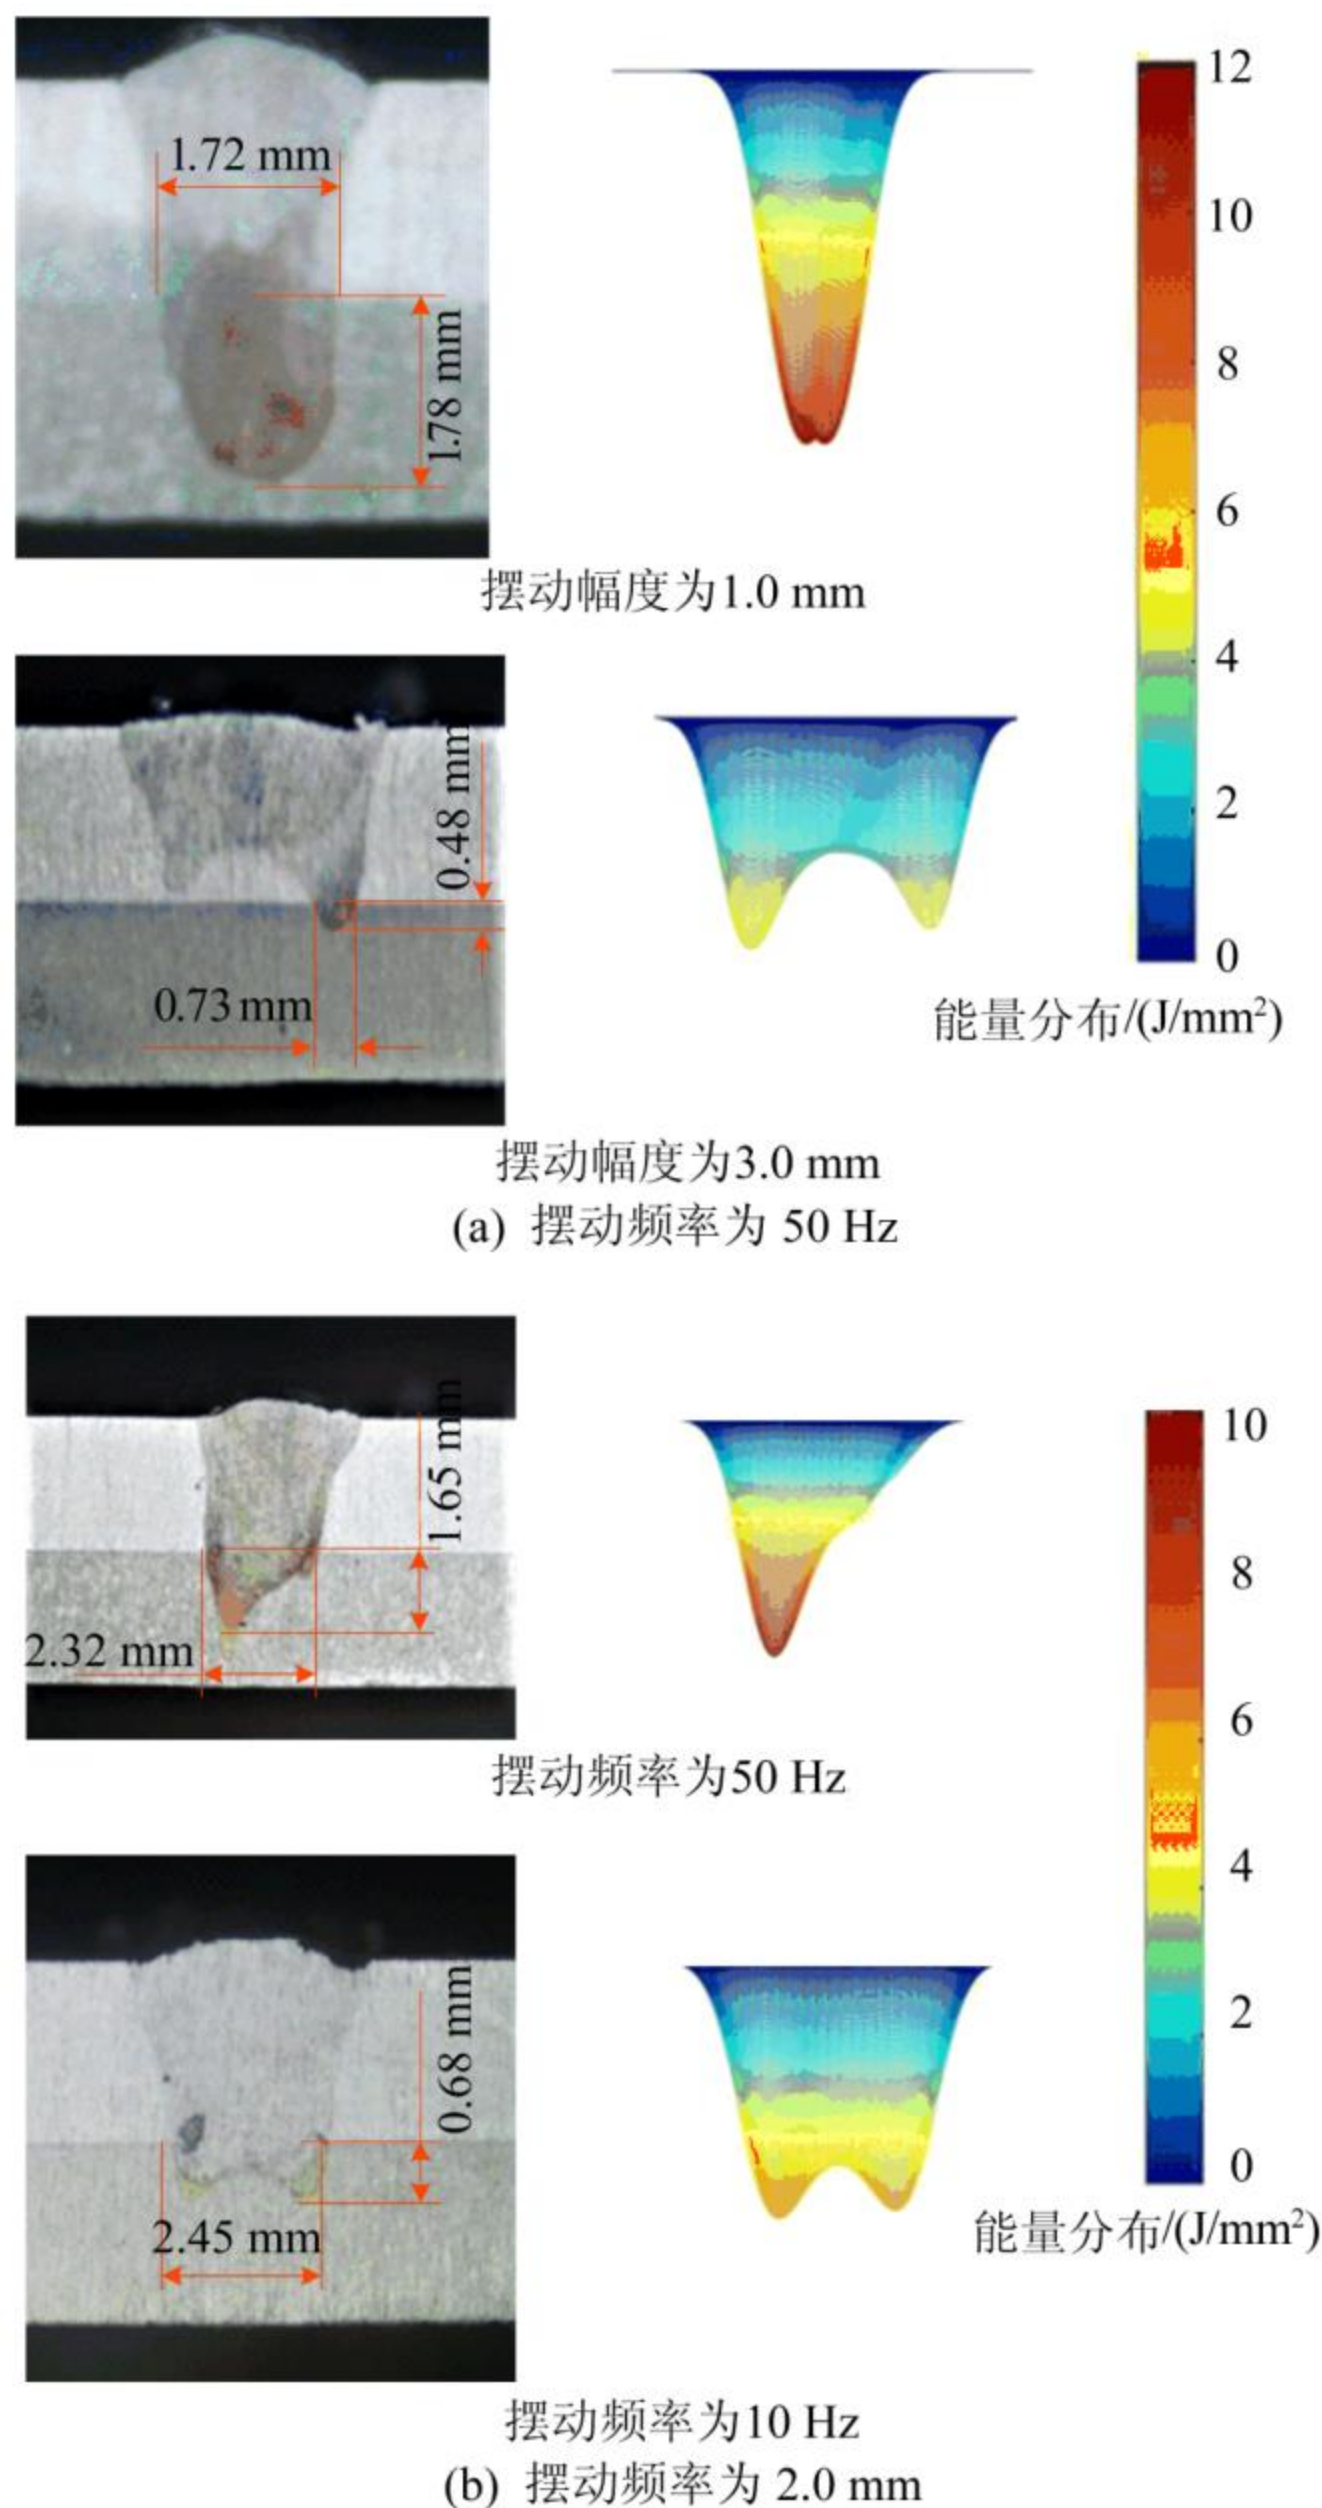 1.72 mm
1.78 mm
12
10
8
6
4
2
0
能量分布/(J/mm²)
摆动幅度为1.0 mm
0.48 mm
0.73 mm
摆动幅度为3.0 mm
(a) 摆动频率为 50 Hz
1.65 mm
2.32 mm
摆动频率为50 Hz
10
8
6
4
2
0
能量分布/(J/mm²)
0.68 mm
2.45 mm
摆动频率为10 Hz
(b) 摆动频率为 2.0 mm